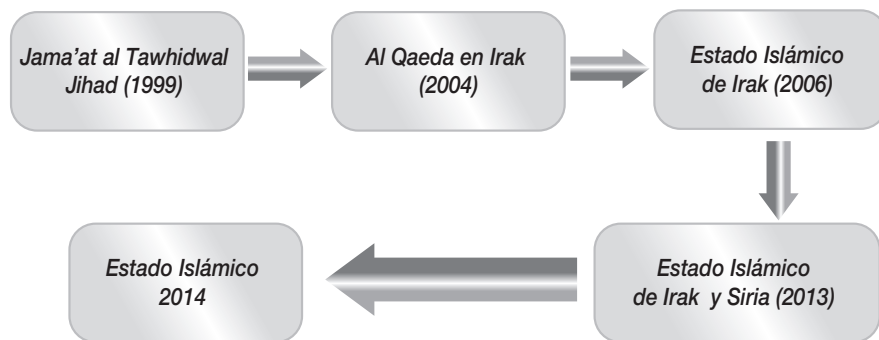 Jama’at al Tawhidwal
Jihad (1999)
Al Qaeda en Irak
(2004)
Estado Islámico
de Irak (2006)
Estado Islámico
de Irak y Siria (2013)
Estado Islámico
2014